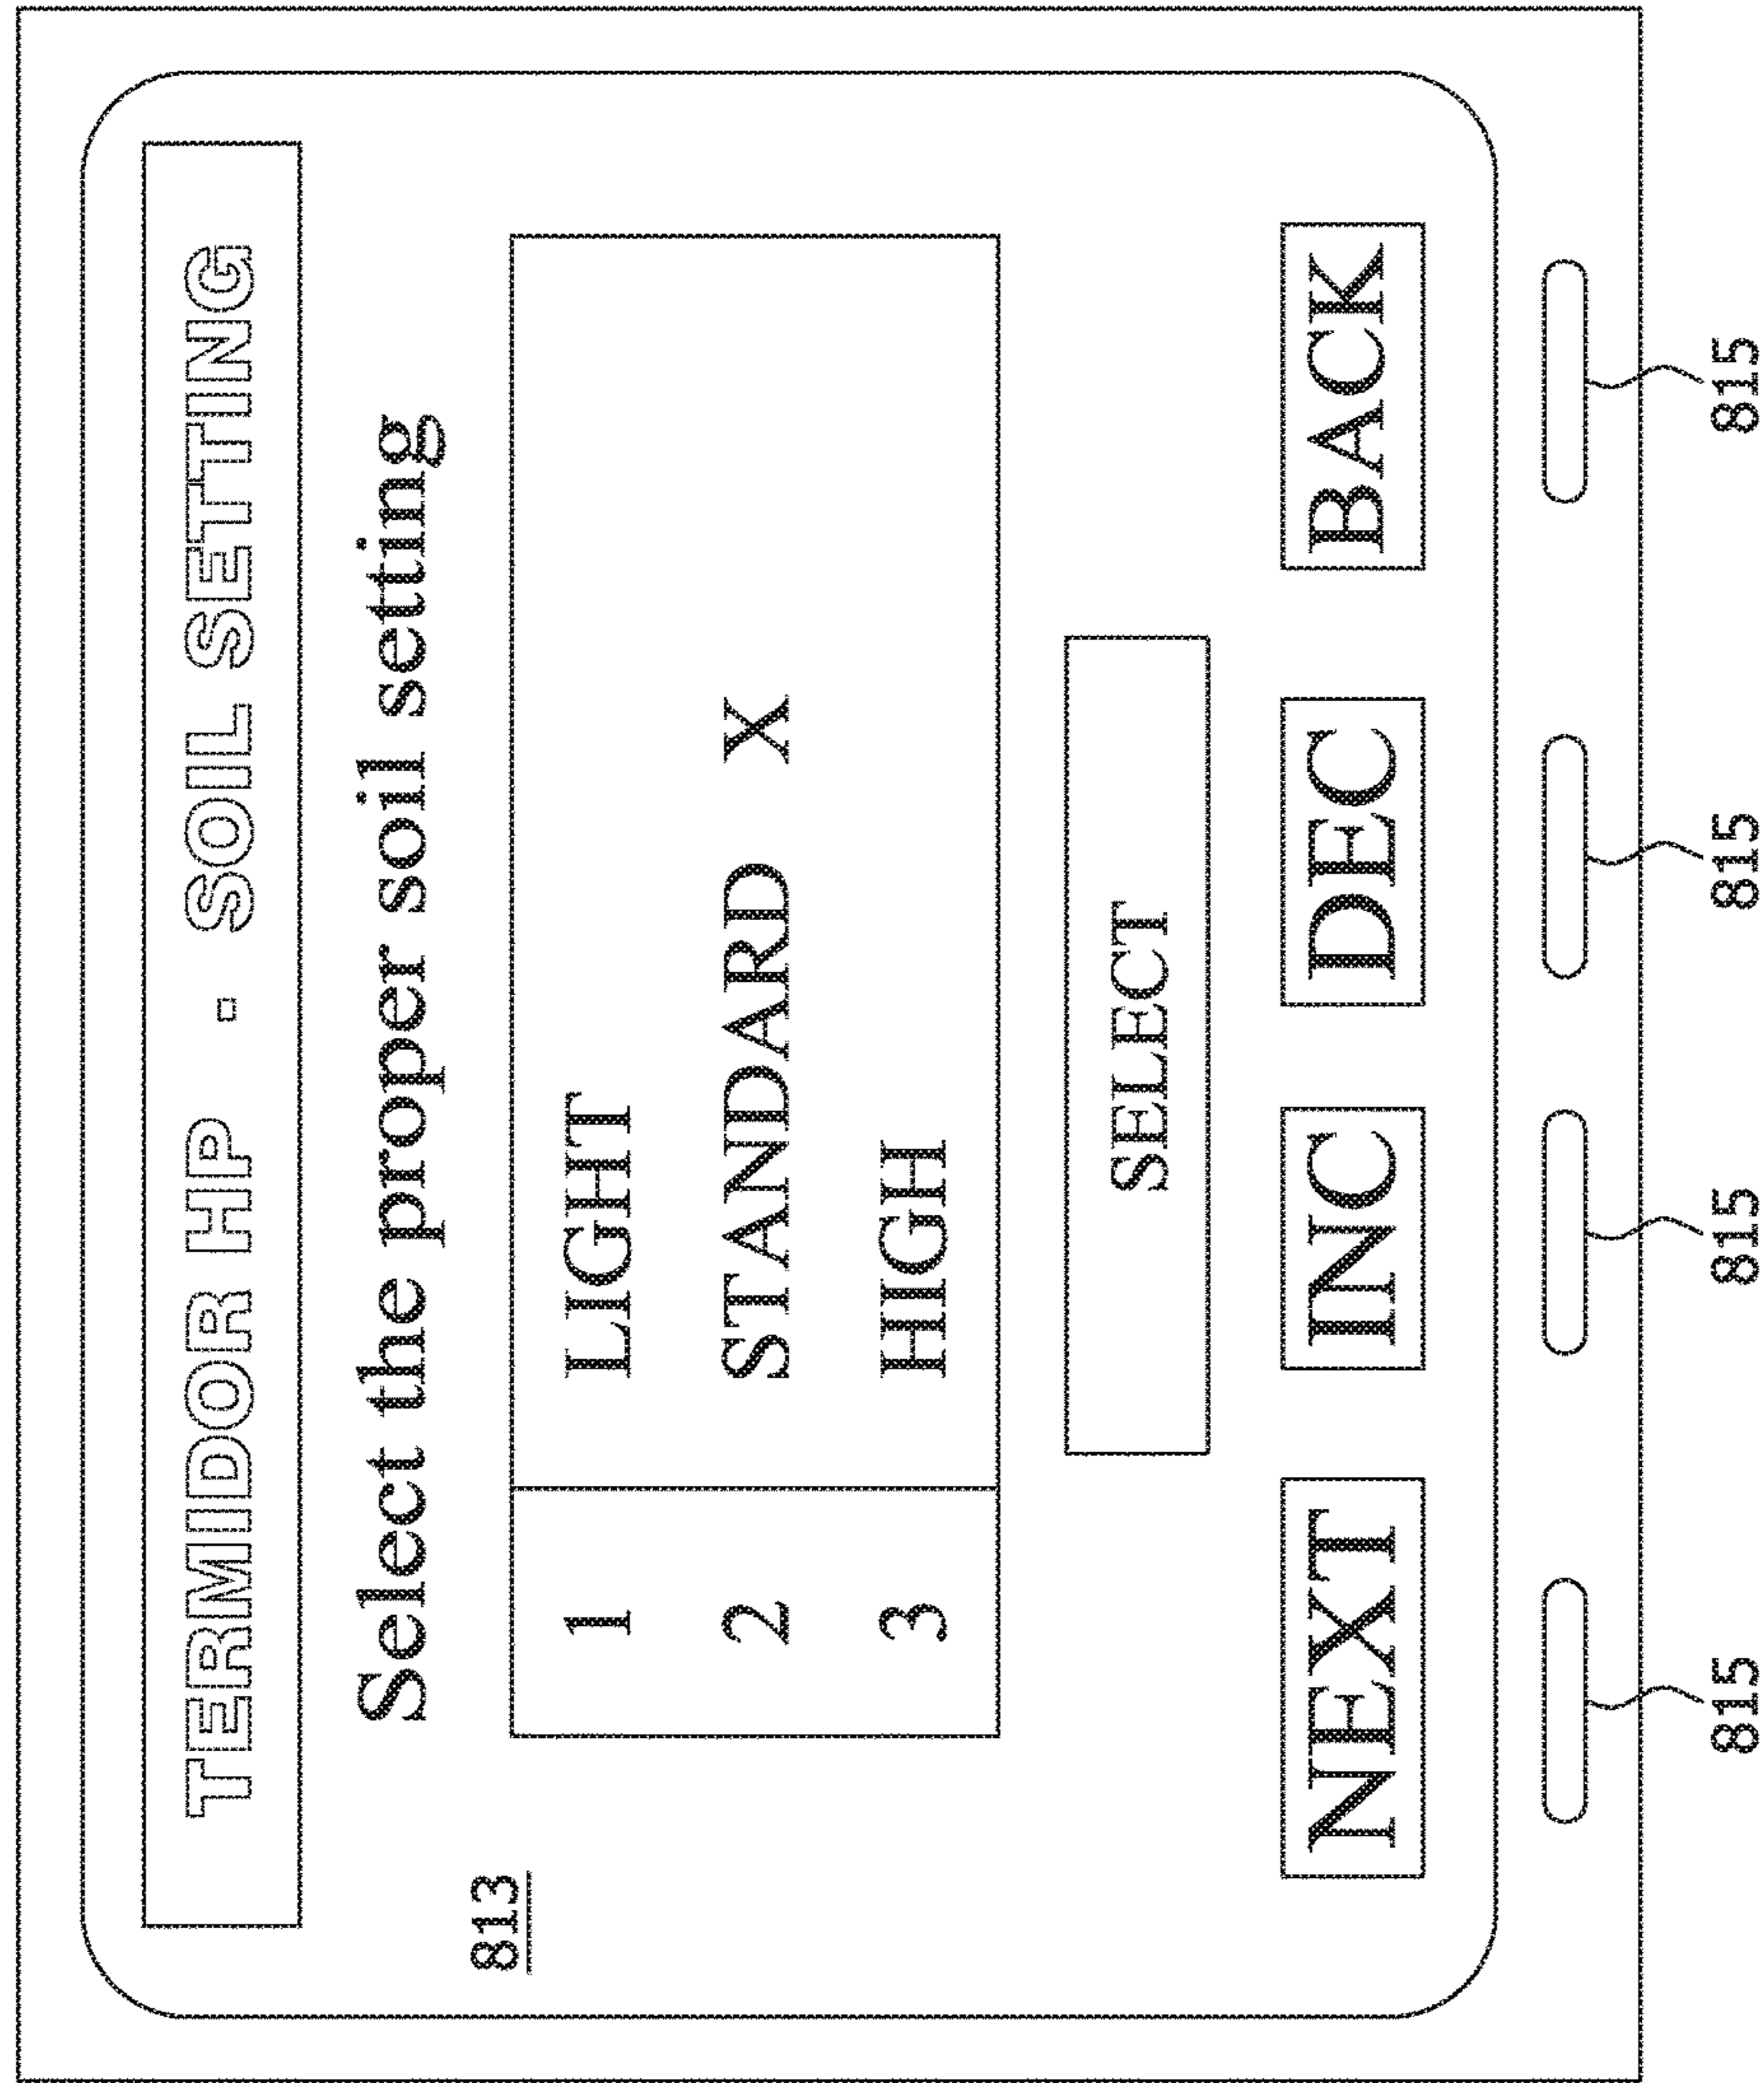 TERMIDOR HP - SOIL SETTING
Select the proper soil setting
813
1 LIGHT
2 STANDARD X
3 HIGH
SELECT
NEXT INC DEC BACK
815 815 815 815